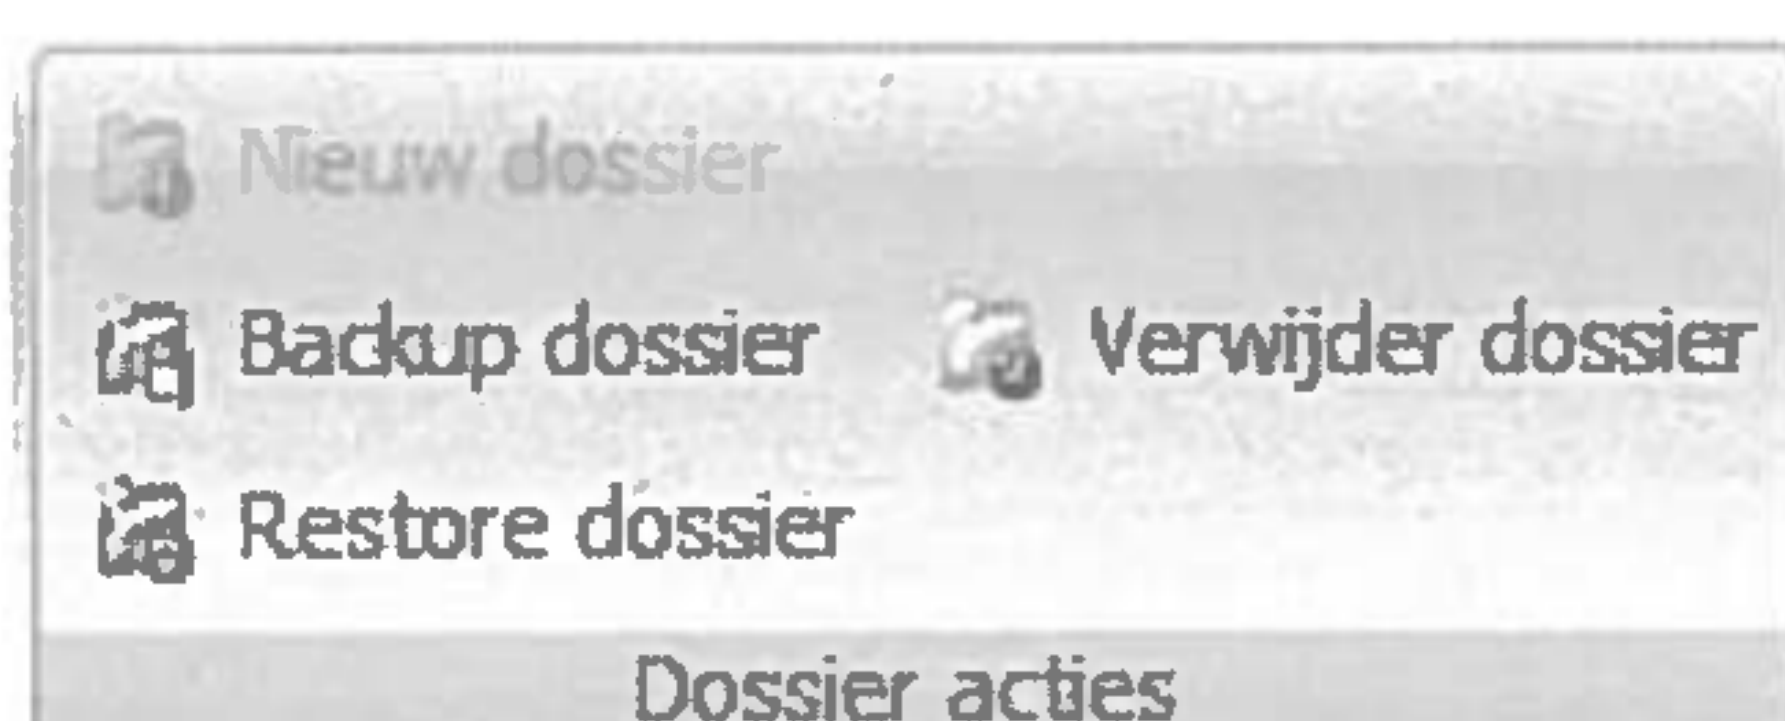 Nieuw dossier
Backup dossier Verwijder dossier
Restore dossier
Dossier acties